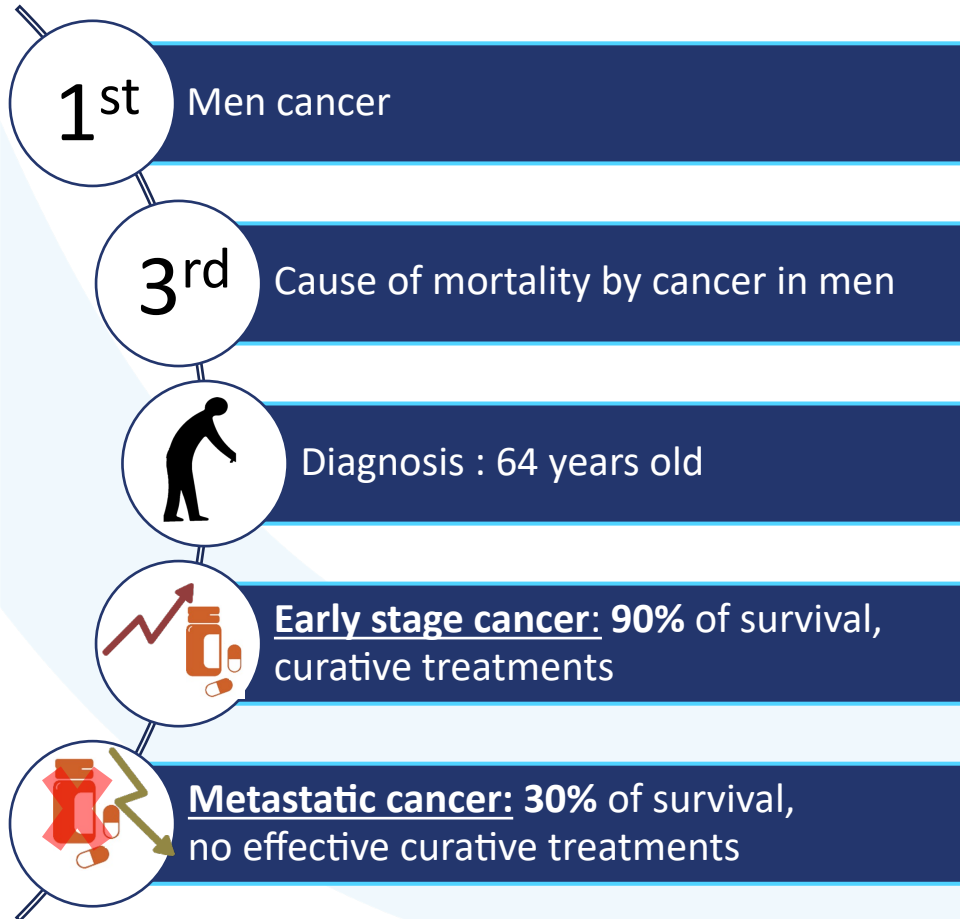 1st
Men cancer
3rd
Cause of mortality by cancer in men
Diagnosis : 64 years old
Early stage cancer: 90% of survival,
curative treatments
Metastatic cancer: 30% of survival,
no effective curative treatments